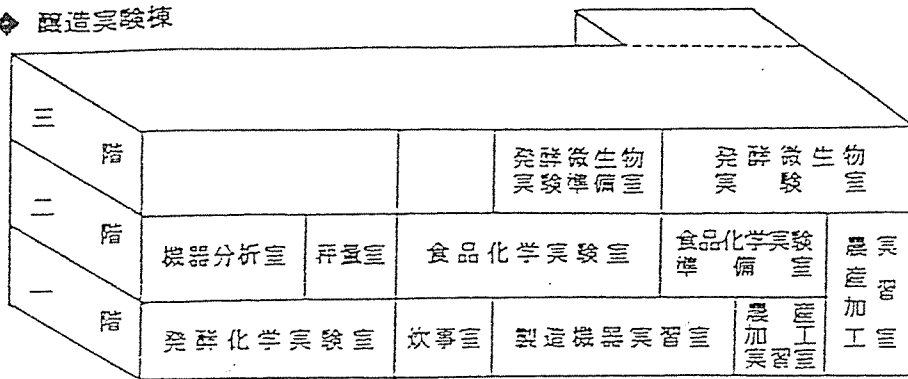 ◆ 醸造実験棟
三階
発酵微生物
実験準備室
発酵微生物
実験室
二階
機器分析室
秤量室
食品化学実験室
食品化学実験
準備室
農産加工
実習室
一階
発酵化学実験室
炊事室
製造機器実習室
農産
加工
実習室